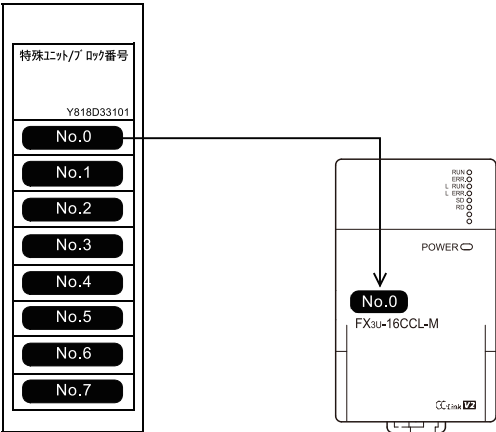 特殊ユニット/ブロック番号
Y818D33101
No.0
No.1
No.2
No.3
No.4
No.5
No.6
No.7
RUN
ERR.
L RUN
L ERR.
SD
RD
POWER
No.0
FX3U-16CCL-M
CC-Link V2